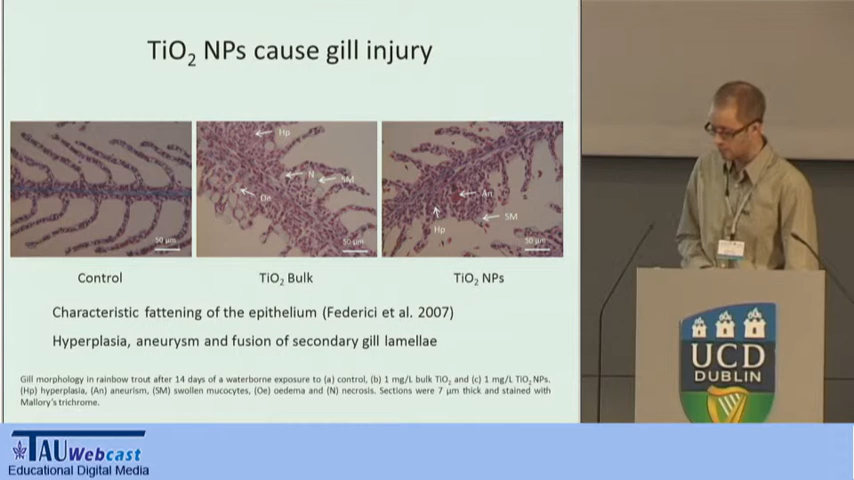 TiO2 NPs cause gill injury
Hp
N
SM
Oe
50 µm
50 µm
An
SM
Hp
50 µm
Control
TiO2 Bulk
TiO2 NPs
Characteristic fattening of the epithelium (Federici et al. 2007)
Hyperplasia, aneurysm and fusion of secondary gill lamellae
Gill morphology in rainbow trout after 14 days of a waterborne exposure to (a) control, (b) 1 mg/L bulk TiO2 and (c) 1 mg/L TiO2 NPs.
(Hp) hyperplasia, (An) aneurism, (SM) swollen mucocytes, (Oe) oedema and (N) necrosis. Sections were 7 µm thick and stained with
Mallory's trichrome.
UCD
DUBLIN
TAU Webcast
Educational Digital Media